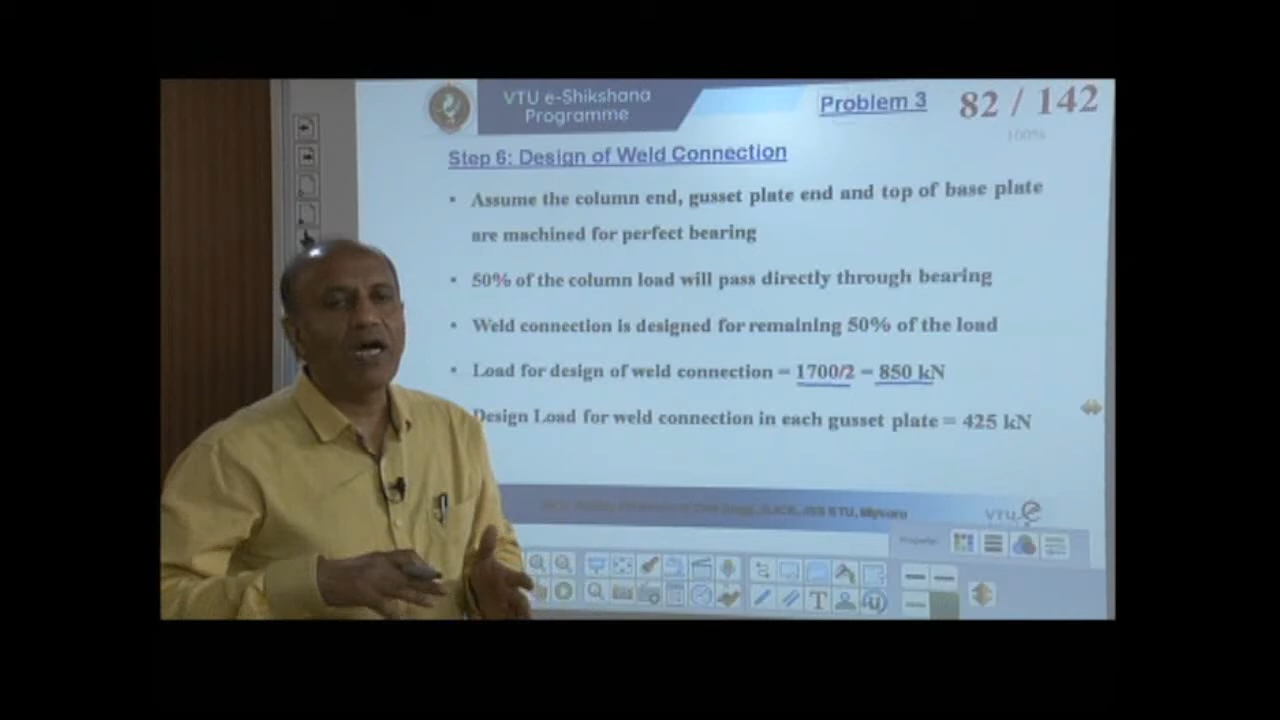 VTU e-Shikshana
Programme
Problem 3
82 / 142
100%
Step 6: Design of Weld Connection
• Assume the column end, gusset plate end and top of base plate
are machined for perfect bearing
• 50% of the column load will pass directly through bearing
• Weld connection is designed for remaining 50% of the load
• Load for design of weld connection = 1700/2 = 850 kN
Design Load for weld connection in each gusset plate = 425 kN
Mysuru
VTU